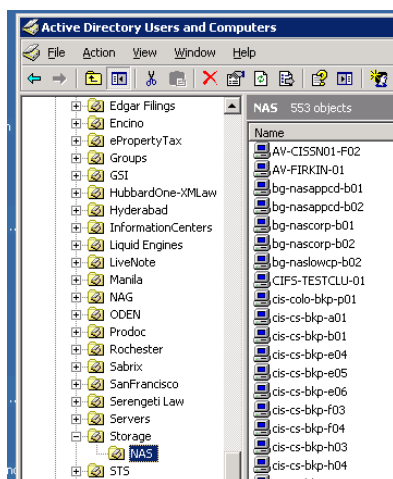 Active Directory Users and Computers
File Action View Window Help
Edgar Filings
Encino
ePropertyTax
Groups
GSI
HubbardOne-XMLaw
Hyderabad
InformationCenters
Liquid Engines
LiveNote
Manila
NAG
ODEN
Prodoc
Rochester
Sabrix
SanFrancisco
Serengeti Law
Servers
Storage
NAS
STS
NAS 553 objects
Name
AV-CISSN01-F02
AV-FIRKIN-01
bg-nasappcd-b01
bg-nasappcd-b02
bg-nascorp-b01
bg-nascorp-b02
bg-naslowcp-b02
CIFS-TESTCLU-01
cis-colo-bkp-p01
cis-cs-bkp-a01
cis-cs-bkp-b01
cis-cs-bkp-e04
cis-cs-bkp-e05
cis-cs-bkp-e06
cis-cs-bkp-f03
cis-cs-bkp-f04
cis-cs-bkp-h03
cis-cs-bkp-h04